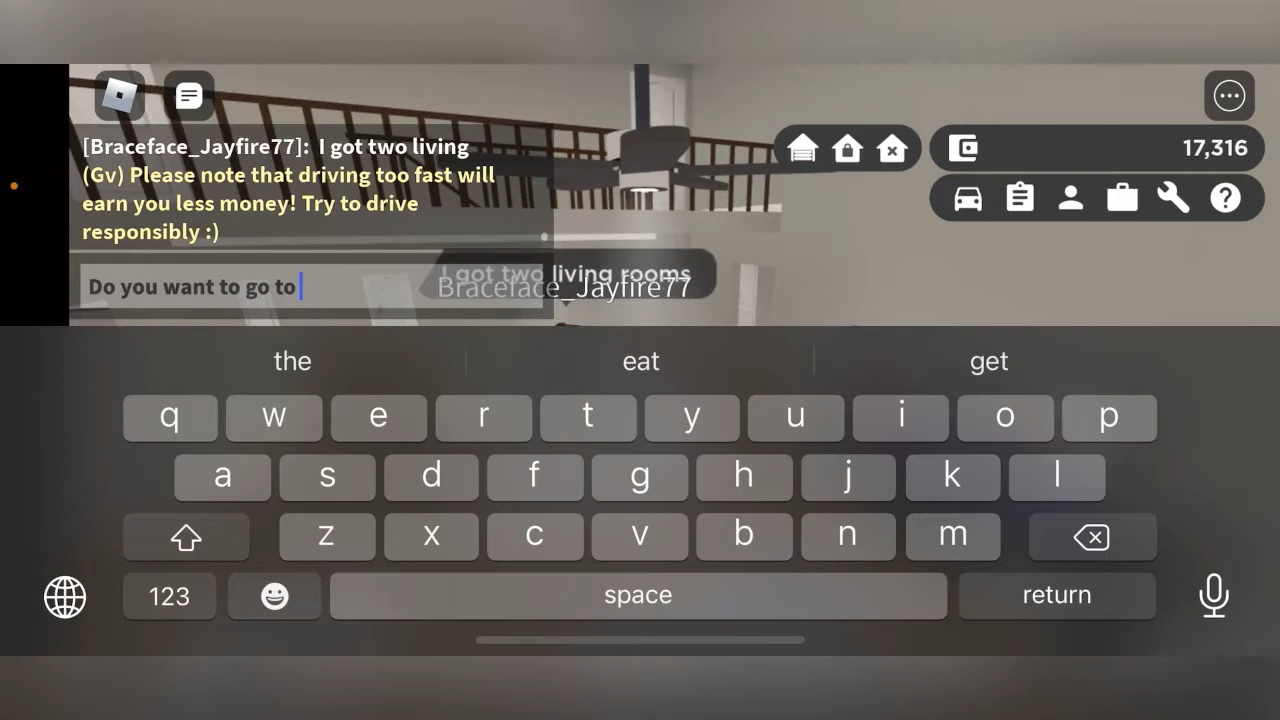 [Braceface_Jayfire77]: I got two living
(Gv) Please note that driving too fast will
earn you less money! Try to drive
responsibly :)
17,316
I got two living rooms
Braceface_Jayfire77
Do you want to go to
the eat get
q w e r t y u i o p
a s d f g h j k l
z x c v b n m
123 space return